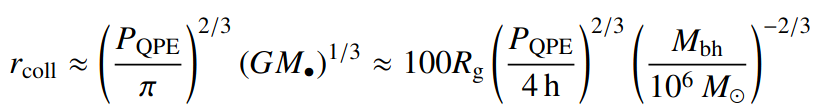 r_coll ≈ (P_QPE / π)^{2/3} (GM_•)^{1/3} ≈ 100R_g (P_QPE / 4 h)^{2/3} (M_bh / 10^6 M_⊙)^{-2/3}